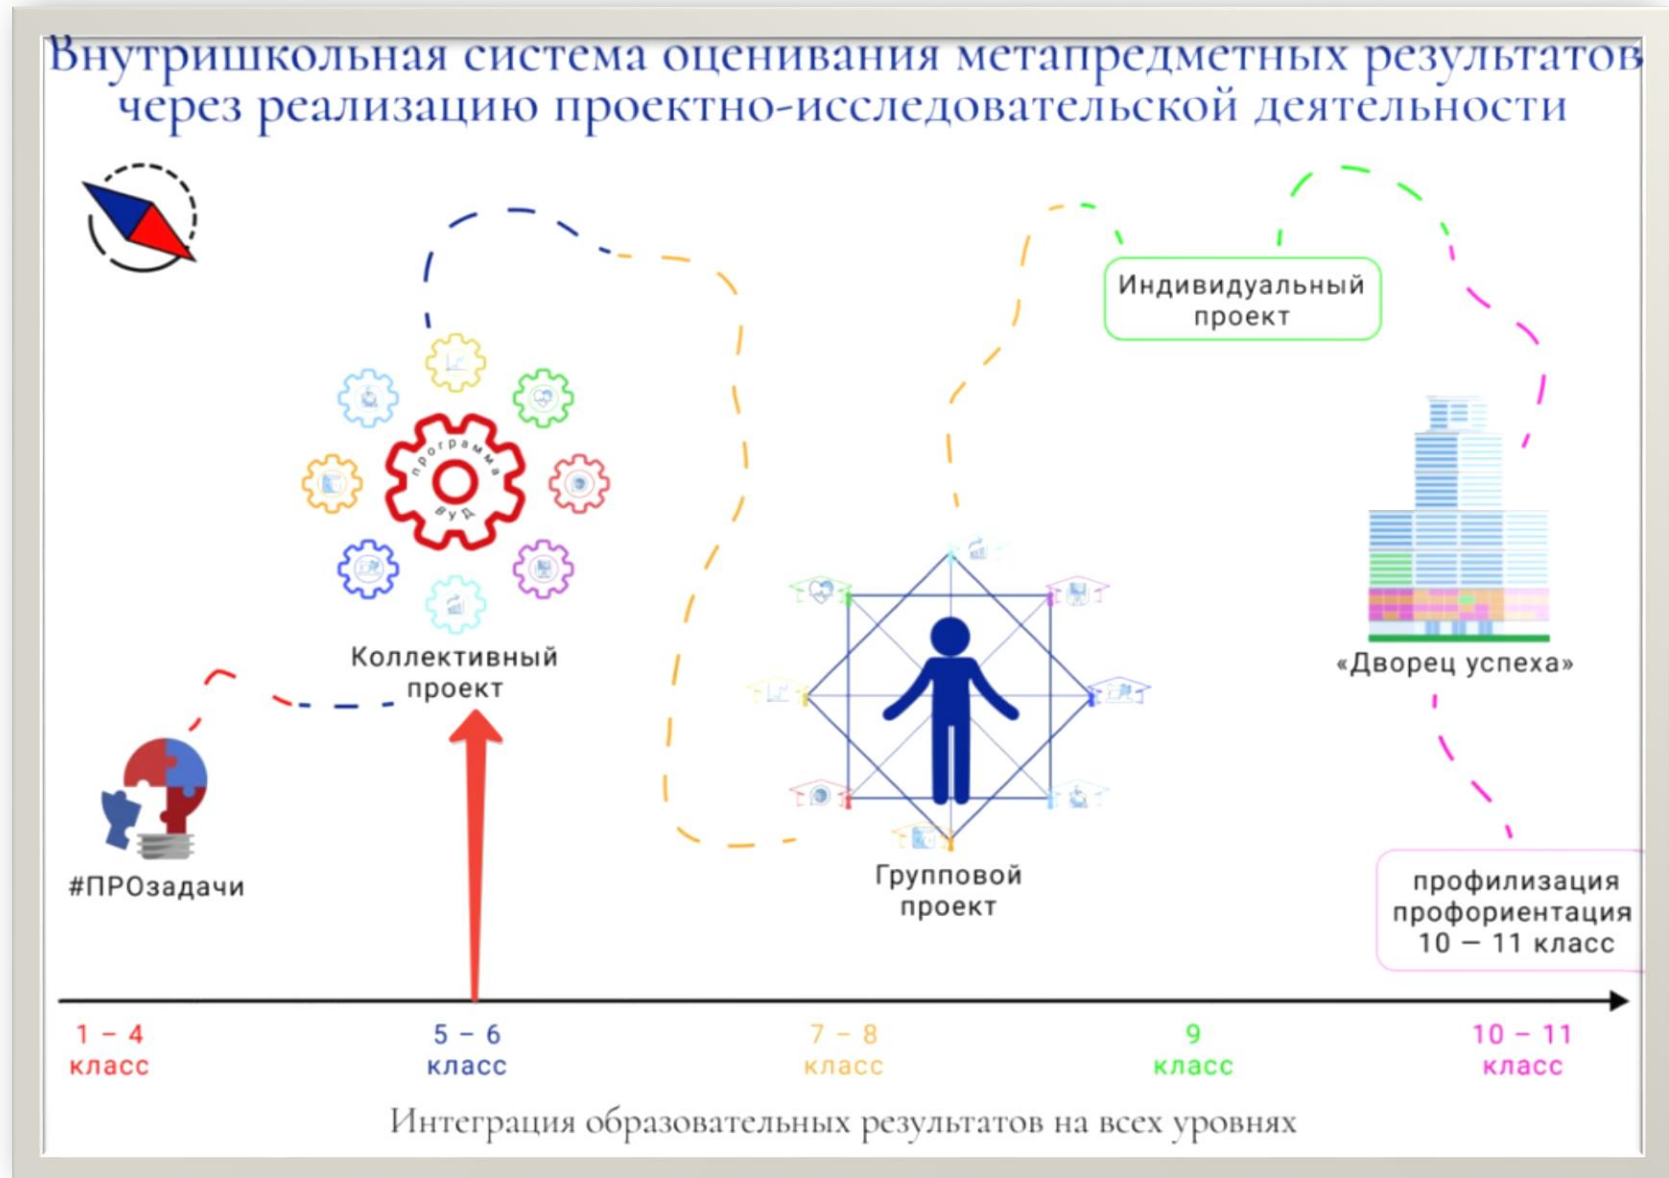 Внутришкольная система оценивания метапредметных результатов
через реализацию проектно-исследовательской деятельности
Индивидуальный
проект
программа
вуд
Коллективный
проект
«Дворец успеха»
#ПРОзадачи
Групповой
проект
профилизация
профориентация
10 – 11 класс
1 – 4
класс
5 – 6
класс
7 – 8
класс
9
класс
10 – 11
класс
Интеграция образовательных результатов на всех уровнях